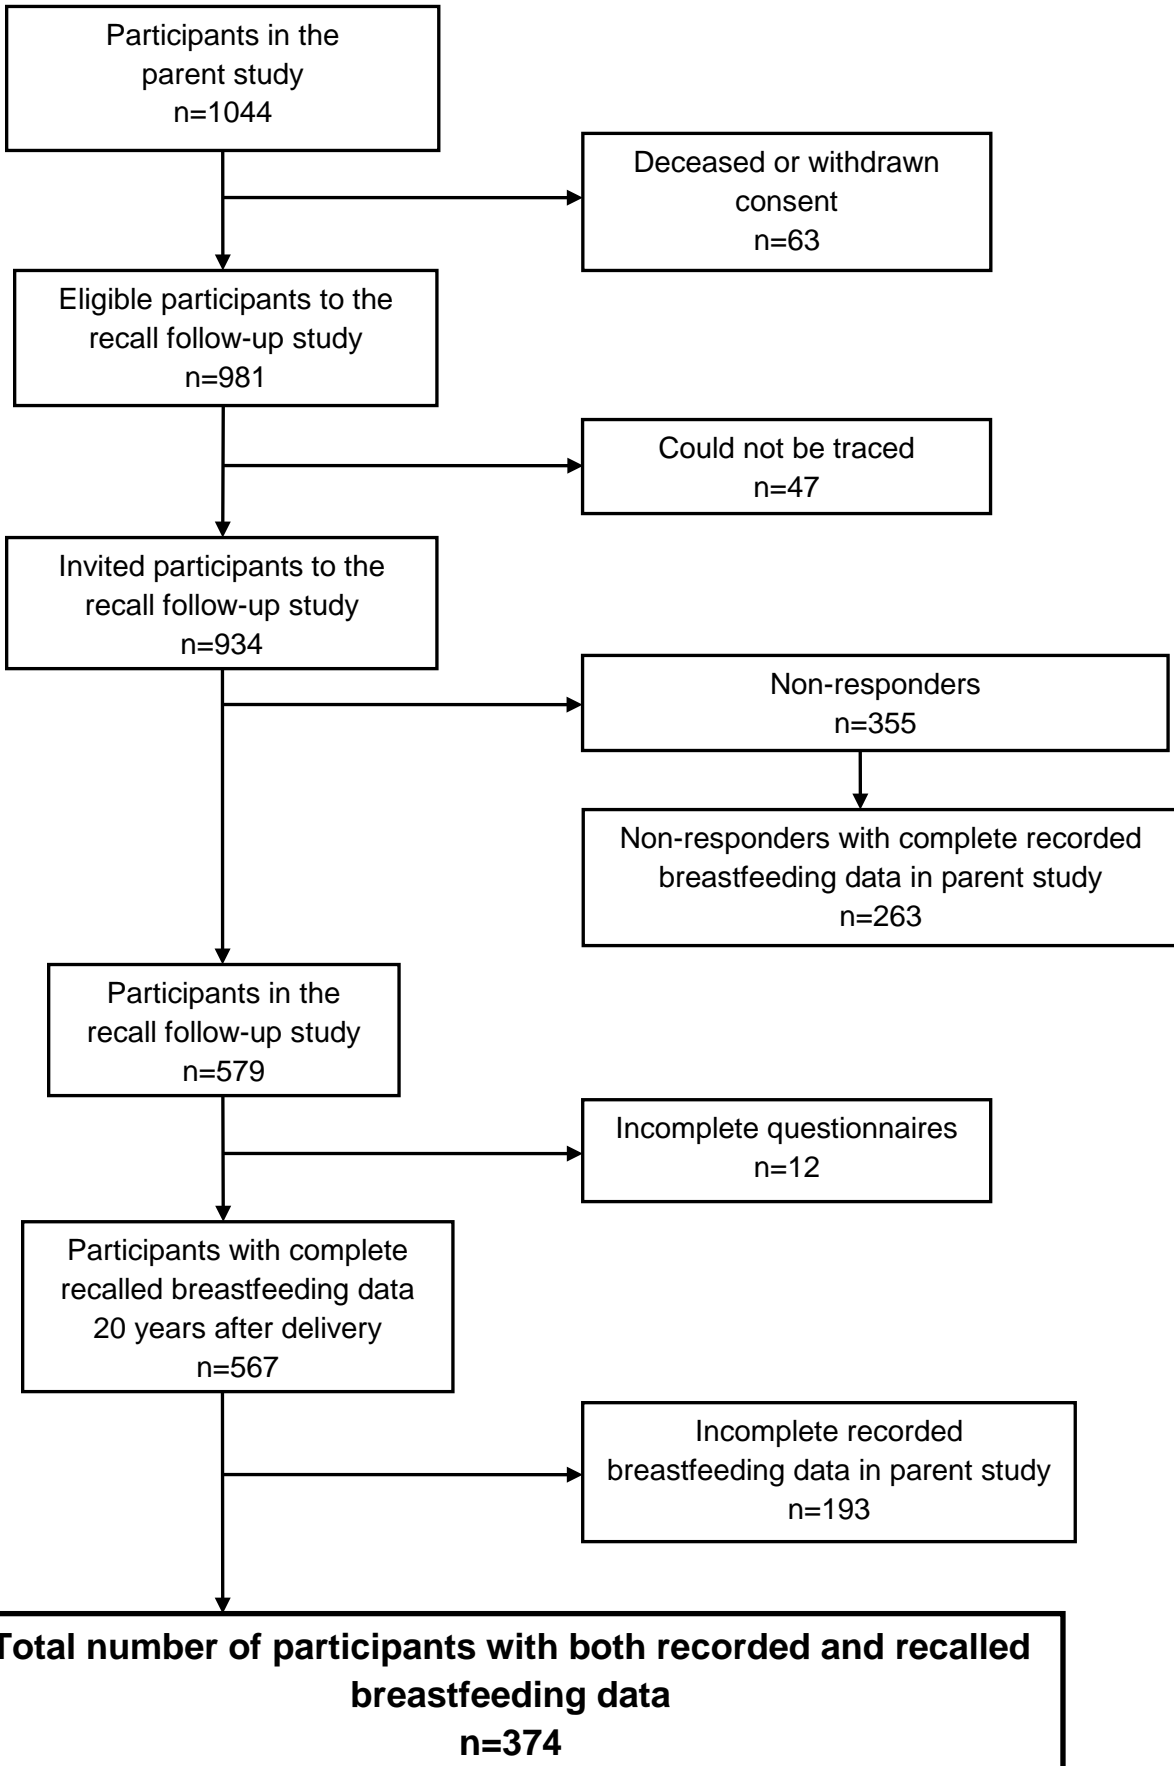 Participants in the
parent study
n=1044
Deceased or withdrawn
consent
n=63
Eligible participants to the
recall follow-up study
n=981
Could not be traced
n=47
Invited participants to the
recall follow-up study
n=934
Non-responders
n=355
Non-responders with complete recorded
breastfeeding data in parent study
n=263
Participants in the
recall follow-up study
n=579
Incomplete questionnaires
n=12
Participants with complete
recalled breastfeeding data
20 years after delivery
n=567
Incomplete recorded
breastfeeding data in parent study
n=193
Total number of participants with both recorded and recalled
breastfeeding data
n=374